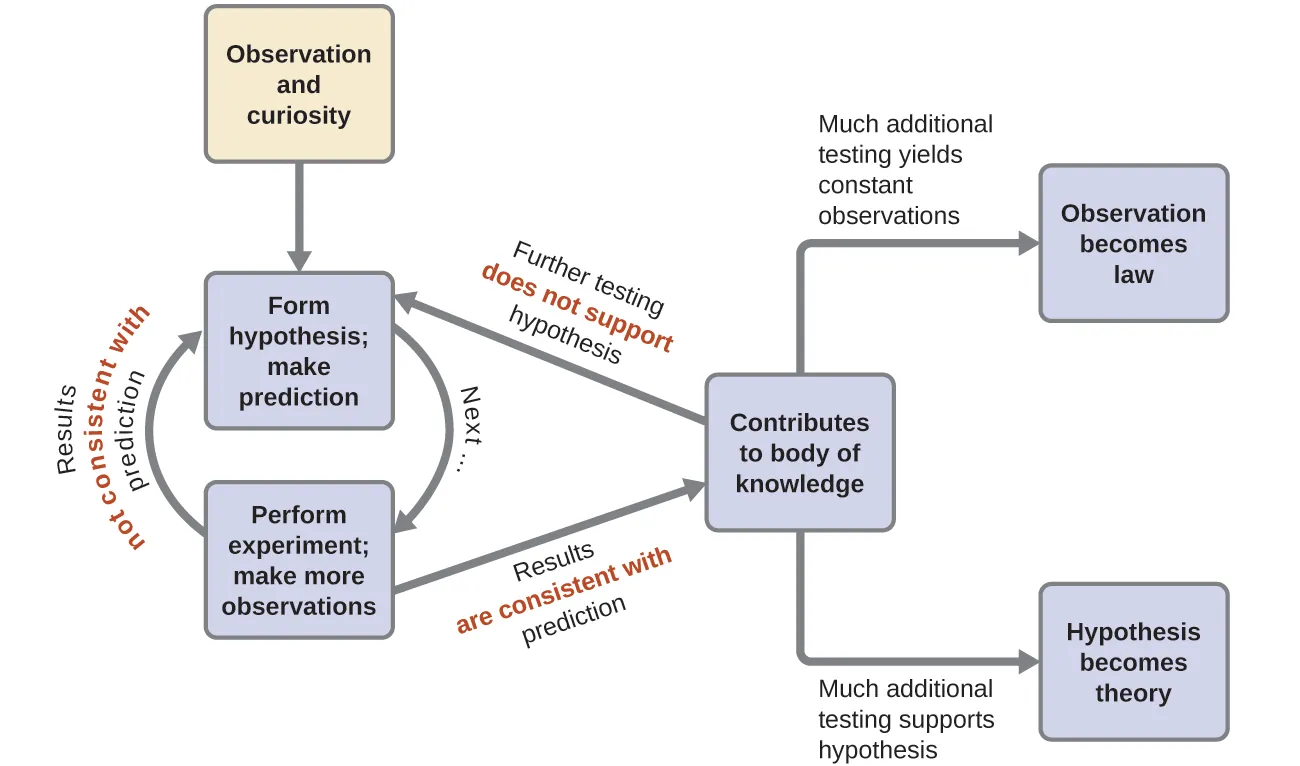 Observation
and
curiosity
Form
hypothesis;
make
prediction
Results
not consistent with
prediction
Next ...
Perform
experiment;
make more
observations
Further testing
does not support
hypothesis
Results
are consistent with
prediction
Contributes
to body of
knowledge
Much additional
testing yields
constant
observations
Observation
becomes
law
Much additional
testing supports
hypothesis
Hypothesis
becomes
theory